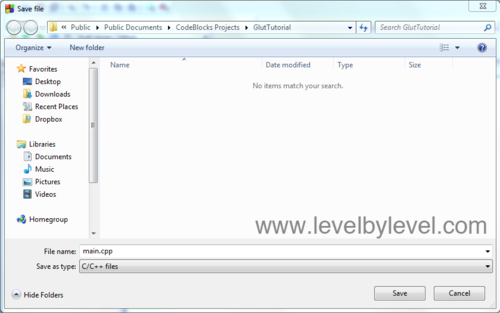 Save file
« Public ▸ Public Documents ▸ CodeBlocks Projects ▸ GlutTutorial
Search GlutTutorial
Organize New folder
Name Date modified Type Size
No items match your search.
Favorites
Desktop
Downloads
Recent Places
Dropbox
Libraries
Documents
Music
Pictures
Videos
Homegroup
www.levelbylevel.com
File name: main.cpp
Save as type: C/C++ files
Hide Folders Save Cancel